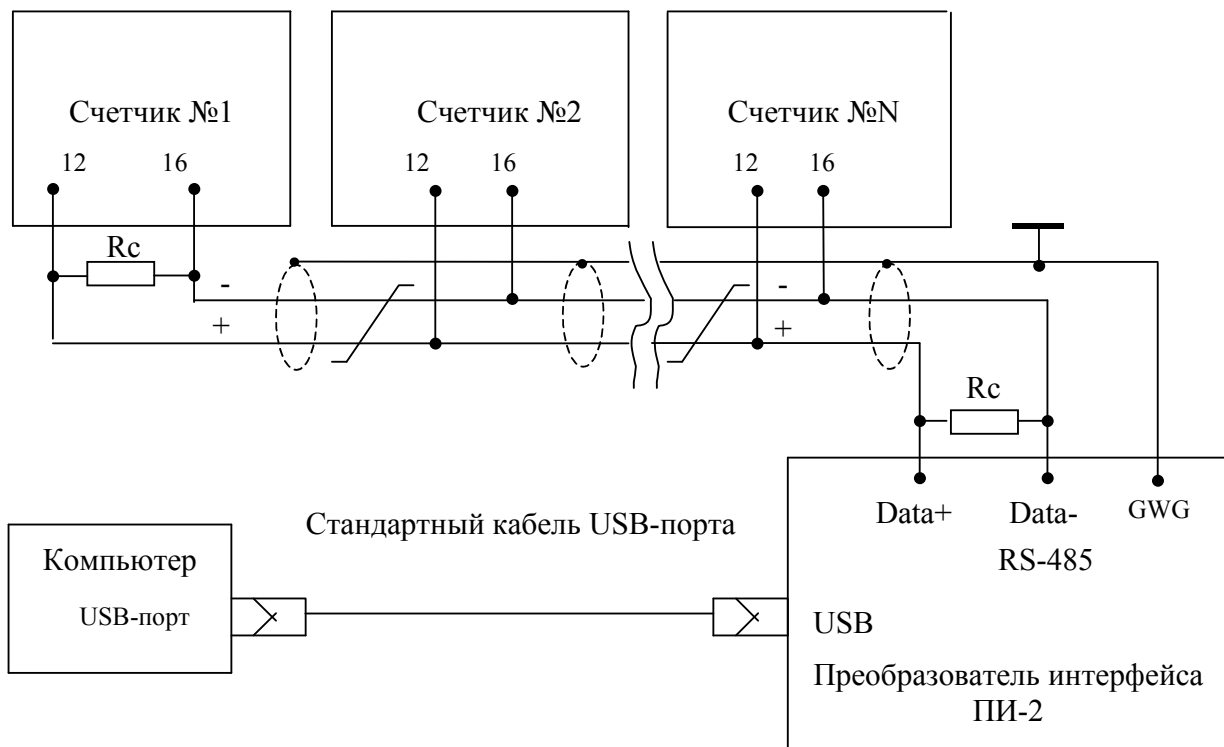 Счетчик №1
12 16
Счетчик №2
12 16
Счетчик №N
12 16
Rc
-
+
-
+
Rc
Data+ Data- GWG
RS-485
Стандартный кабель USB-порта
Компьютер
USB-порт
USB
Преобразователь интерфейса
ПИ-2